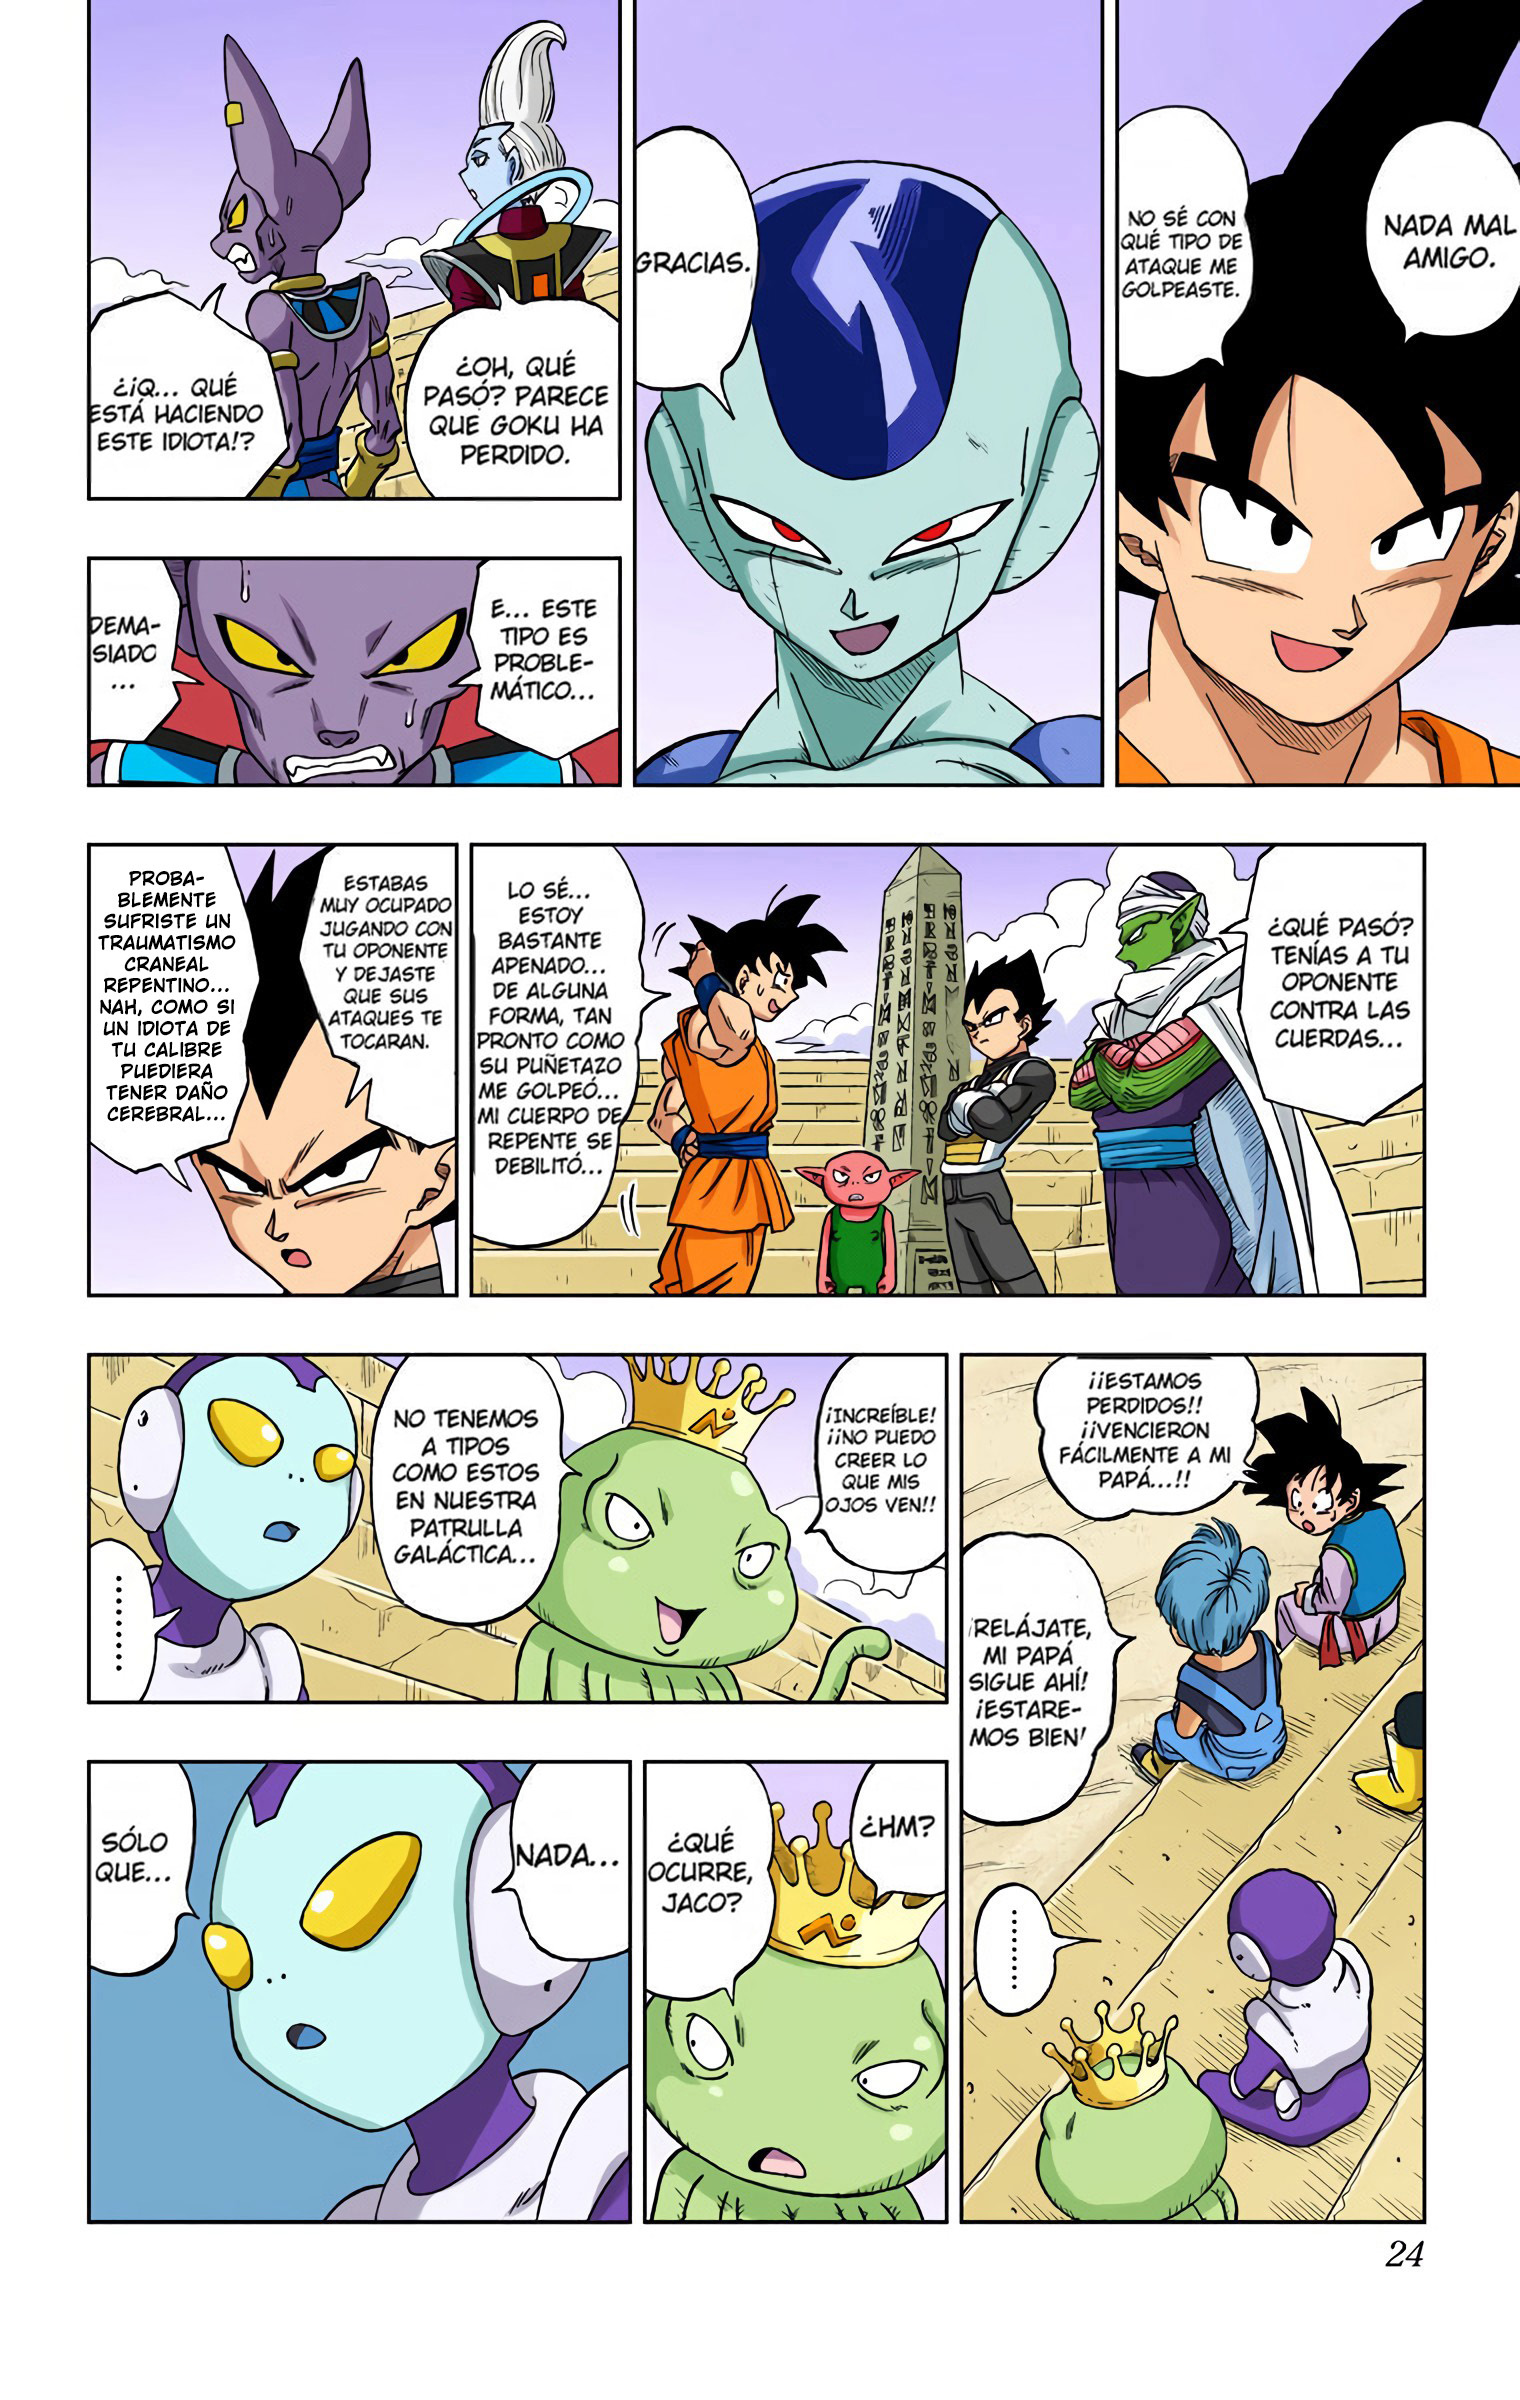 NADA MAL
AMIGO.
NO SÉ CON
QUÉ TIPO DE
ATAQUE ME
GOLPEASTE.
GRACIAS.
¿OH, QUÉ
PASÓ? PARECE
QUE GOKU HA
PERDIDO.
¿¡Q... QUÉ
ESTÁ HACIENDO
ESTE IDIOTA!?
E... ESTE
TIPO ES
PROBLE-
MÁTICO...
DEMA-
SIADO
...
¿QUÉ PASÓ?
TENÍAS A TU
OPONENTE
CONTRA LAS
CUERDAS...
LO SÉ...
ESTOY
BASTANTE
APENADO...
DE ALGUNA
FORMA, TAN
PRONTO COMO
SU PUÑETAZO
ME GOLPEÓ...
MI CUERPO DE
REPENTE SE
DEBILITÓ...
ESTABAS
MUY OCUPADO
JUGANDO CON
TU OPONENTE
Y DEJASTE
QUE SUS
ATAQUES TE
TOCARAN.
PROBA-
BLEMENTE
SUFRISTE UN
TRAUMATISMO
CRANEAL
REPENTINO...
NAH, COMO SI
UN IDIOTA DE
TU CALIBRE
PUEDIERA
TENER DAÑO
CEREBRAL...
¡¡ESTAMOS
PERDIDOS!!
¡¡VENCIERON
FÁCILMENTE A MI
PAPÁ...!!
¡RELÁJATE,
MI PAPÁ
SIGUE AHÍ!
¡ESTARE-
MOS BIEN!
.........
¡INCREÍBLE!
¡¡NO PUEDO
CREER LO
QUE MIS
OJOS VEN!!
NO TENEMOS
A TIPOS
COMO ESTOS
EN NUESTRA
PATRULLA
GALÁCTICA...
.........
¿HM?
¿QUÉ
OCURRE,
JACO?
NADA...
SÓLO
QUE...
24